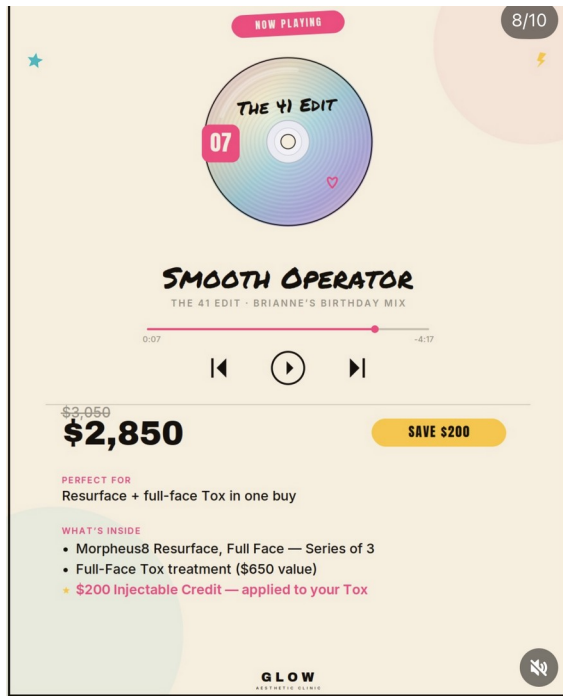 8/10
NOW PLAYING
THE 41 EDIT
07
SMOOTH OPERATOR
THE 41 EDIT · BRIANNE'S BIRTHDAY MIX
0:07 -4:17
$3,050
$2,850
SAVE $200
PERFECT FOR
Resurface + full-face Tox in one buy
WHAT'S INSIDE
• Morpheus8 Resurface, Full Face — Series of 3
• Full-Face Tox treatment ($650 value)
★ $200 Injectable Credit — applied to your Tox
GLOW
AESTHETIC CLINIC